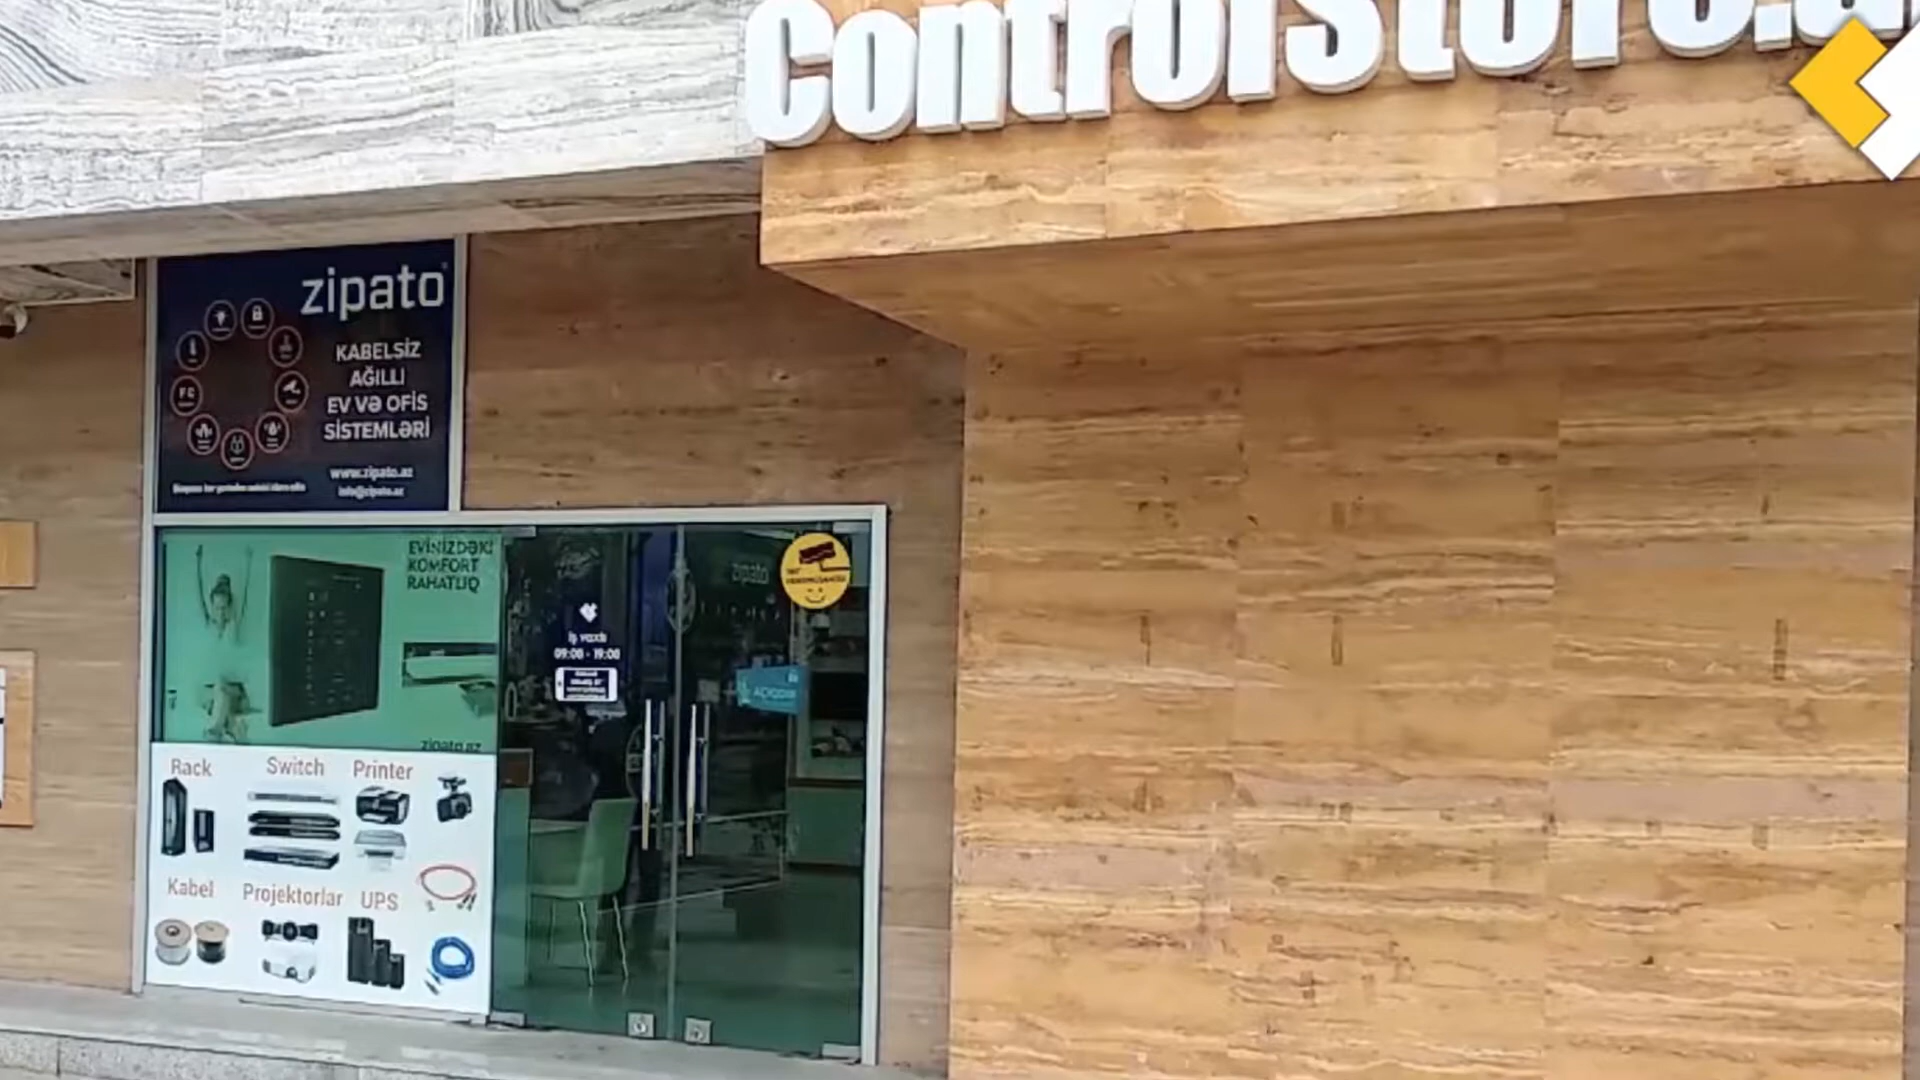 ControlStore.a
zipato
KABELSİZ
AĞILLI
EV VƏ OFİS
SİSTEMLƏRİ
www.zipato.az
info@zipato.az
EVİNİZDƏKİ
KOMFORT
RAHATLIQ
zipato.az
İş vaxtı
09:00 - 19:00
zipato
AÇIQDIR
Rack
Switch
Printer
Kabel
Projektorlar
UPS